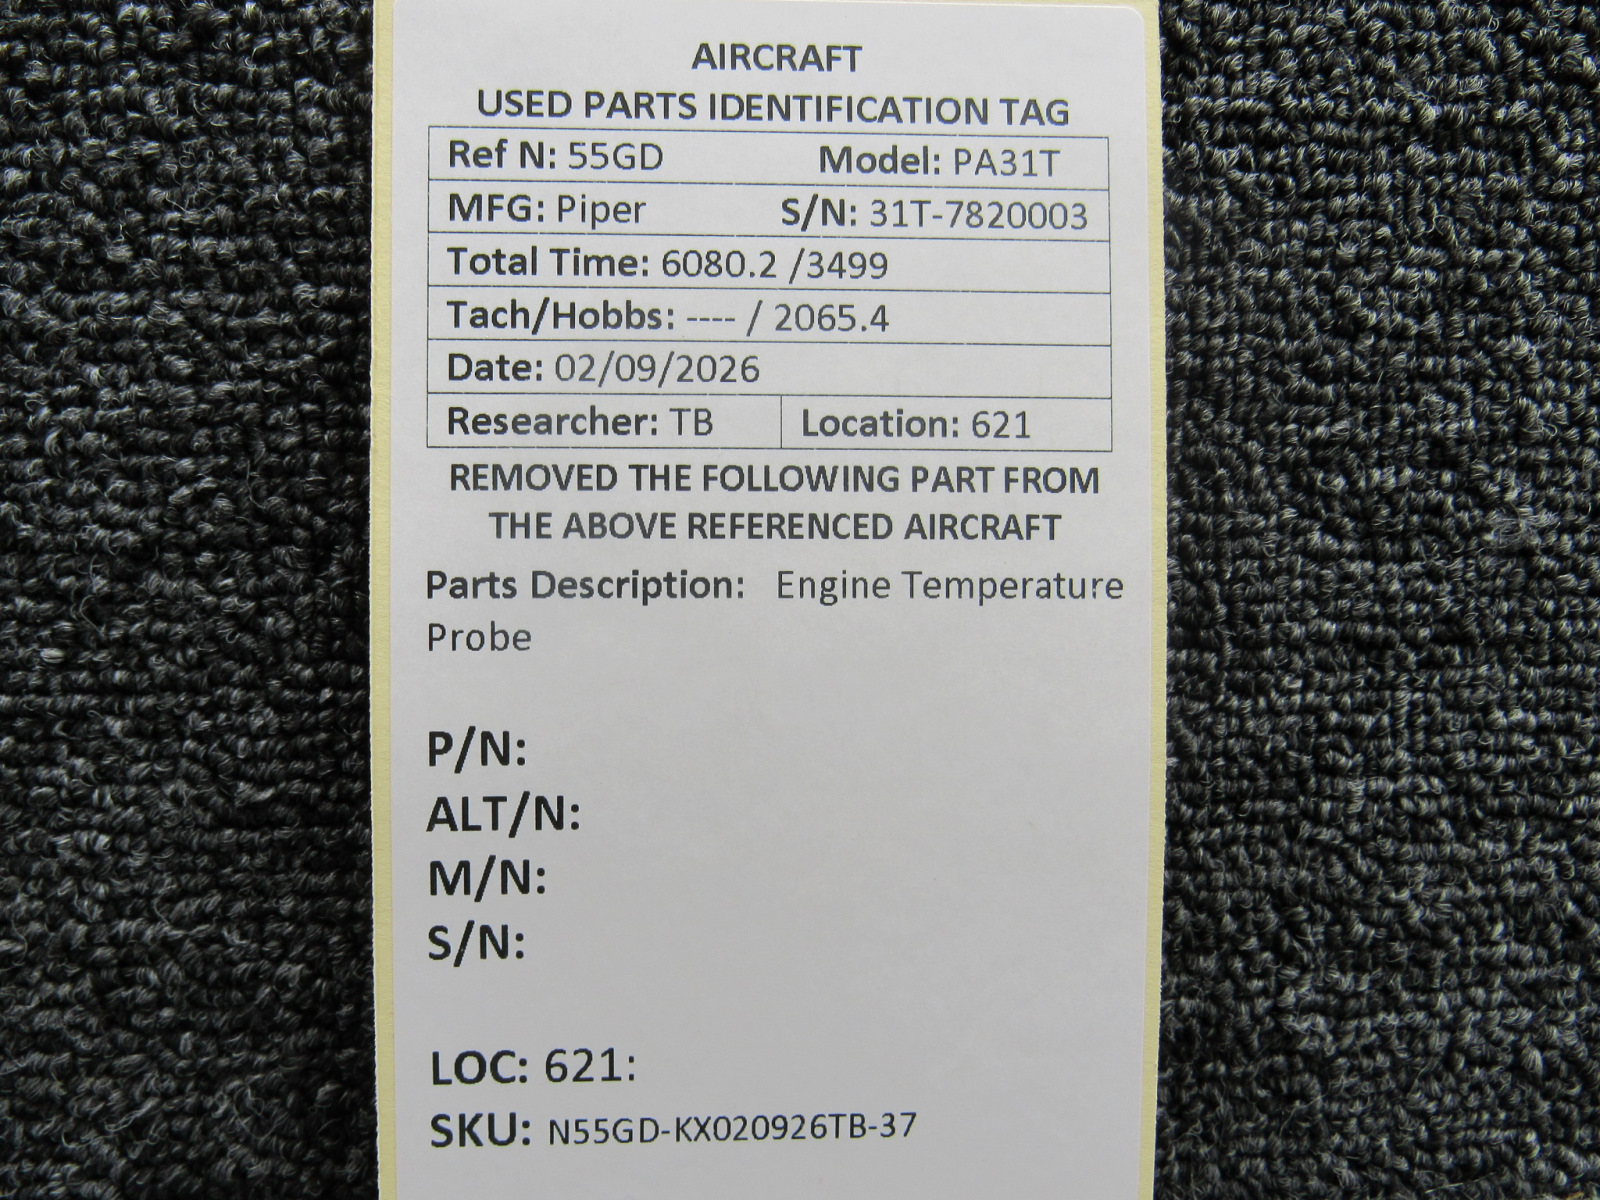 AIRCRAFT
USED PARTS IDENTIFICATION TAG
Ref N: 55GD Model: PA31T
MFG: Piper S/N: 31T-7820003
Total Time: 6080.2 /3499
Tach/Hobbs: ---- / 2065.4
Date: 02/09/2026
Researcher: TB Location: 621
REMOVED THE FOLLOWING PART FROM
THE ABOVE REFERENCED AIRCRAFT
Parts Description: Engine Temperature
Probe
P/N:
ALT/N:
M/N:
S/N:
LOC: 621:
SKU: N55GD-KX020926TB-37